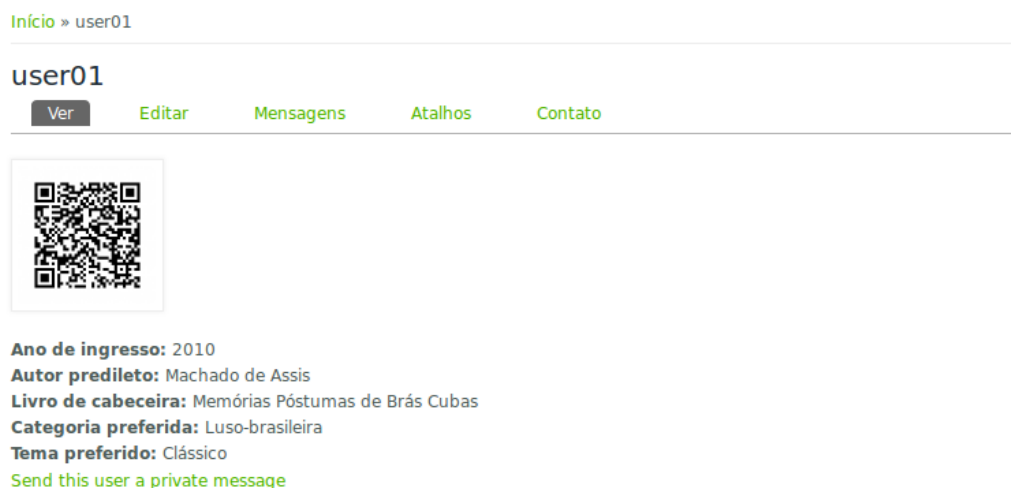 Início » user01
user01
Ver Editar Mensagens Atalhos Contato
Ano de ingresso: 2010
Autor predileto: Machado de Assis
Livro de cabeceira: Memórias Póstumas de Brás Cubas
Categoria preferida: Luso-brasileira
Tema preferido: Clássico
Send this user a private message